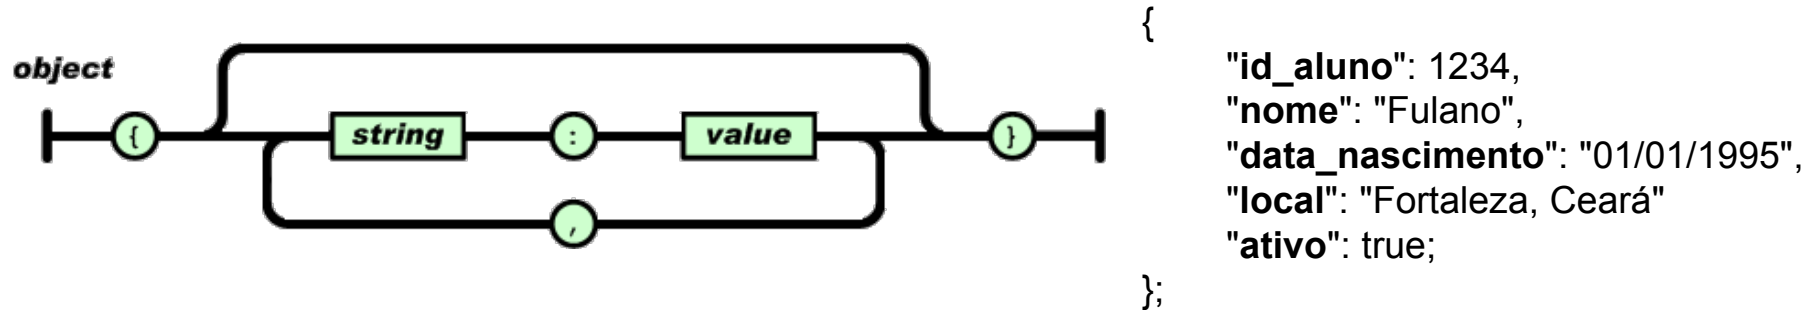 object
{
string
:
value
}
,
{
"id_aluno": 1234,
"nome": "Fulano",
"data_nascimento": "01/01/1995",
"local": "Fortaleza, Ceará"
"ativo": true;
};